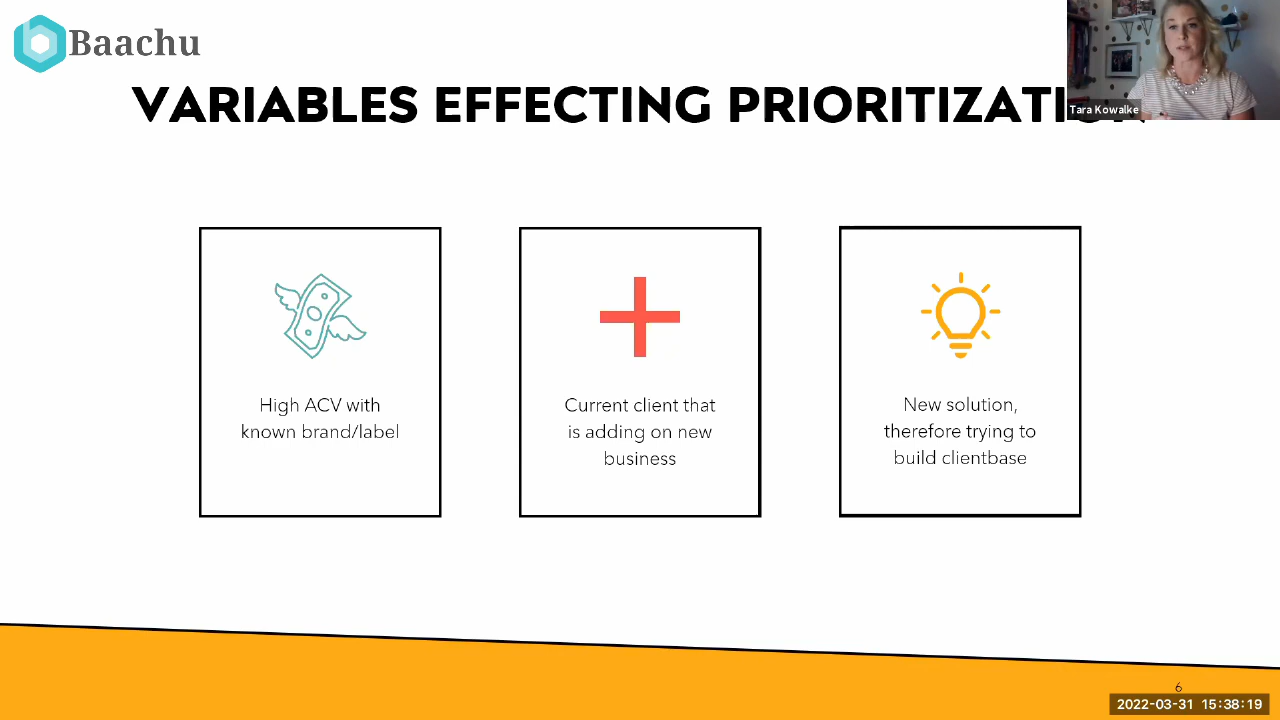 Baachu
VARIABLES EFFECTING PRIORITIZATION
Tara Kowalke
High ACV with
known brand/label
Current client that
is adding on new
business
New solution,
therefore trying to
build clientbase
6
2022-03-31 15:38:19